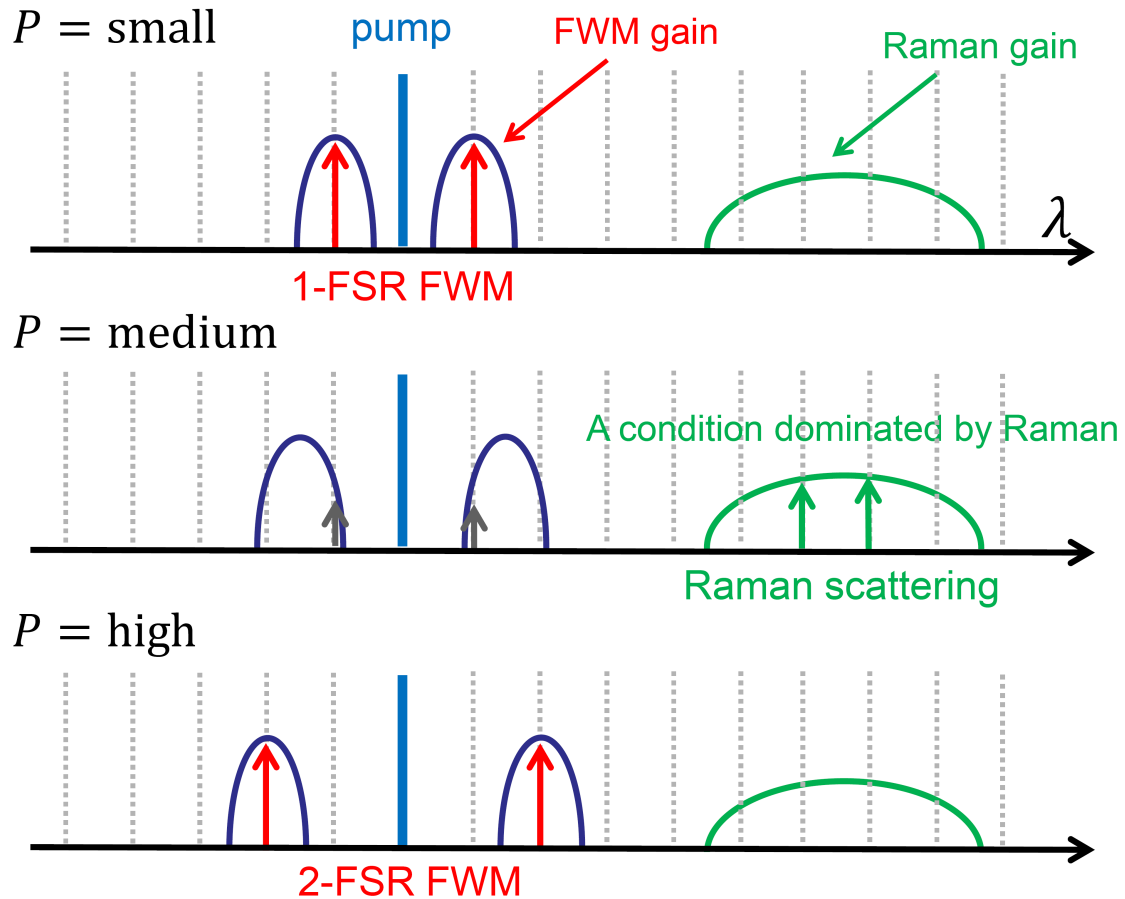 P = small
pump
FWM gain
Raman gain
λ
1-FSR FWM
P = medium
A condition dominated by Raman
Raman scattering
P = high
2-FSR FWM